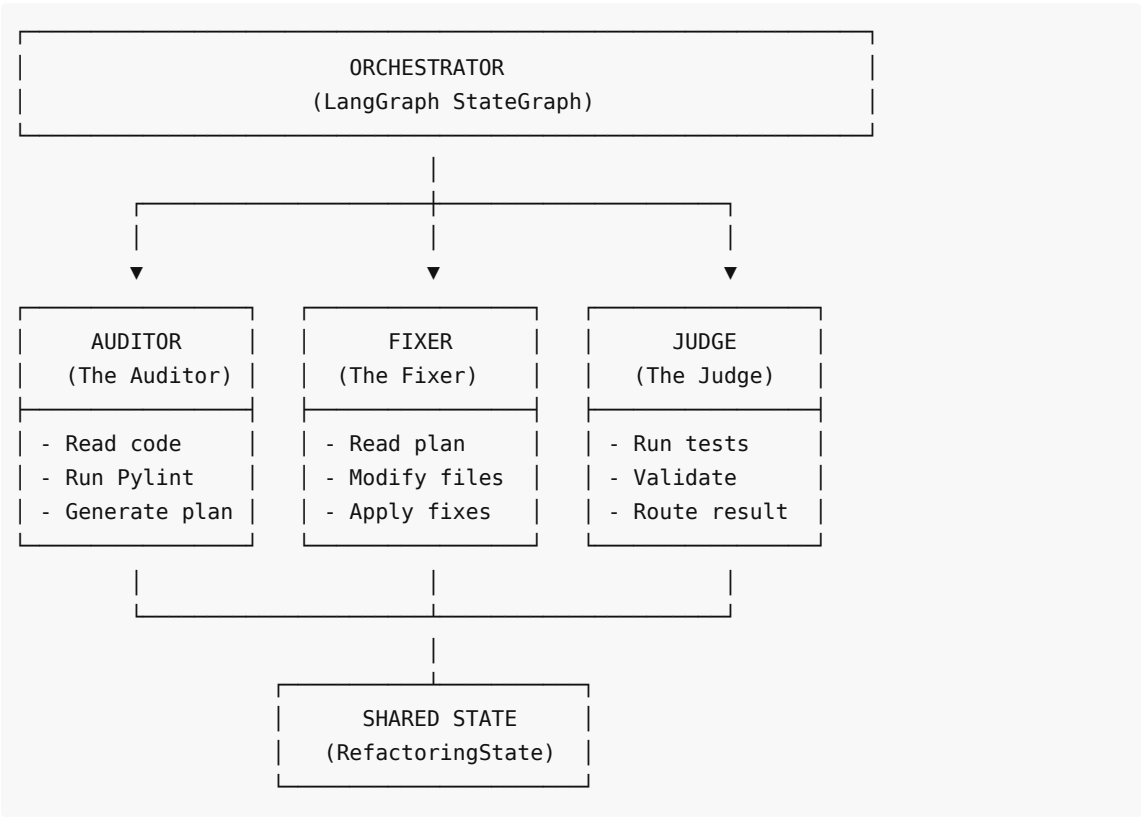 ORCHESTRATOR
(LangGraph StateGraph)
AUDITOR
(The Auditor)
- Read code
- Run Pylint
- Generate plan
FIXER
(The Fixer)
- Read plan
- Modify files
- Apply fixes
JUDGE
(The Judge)
- Run tests
- Validate
- Route result
SHARED STATE
(RefactoringState)